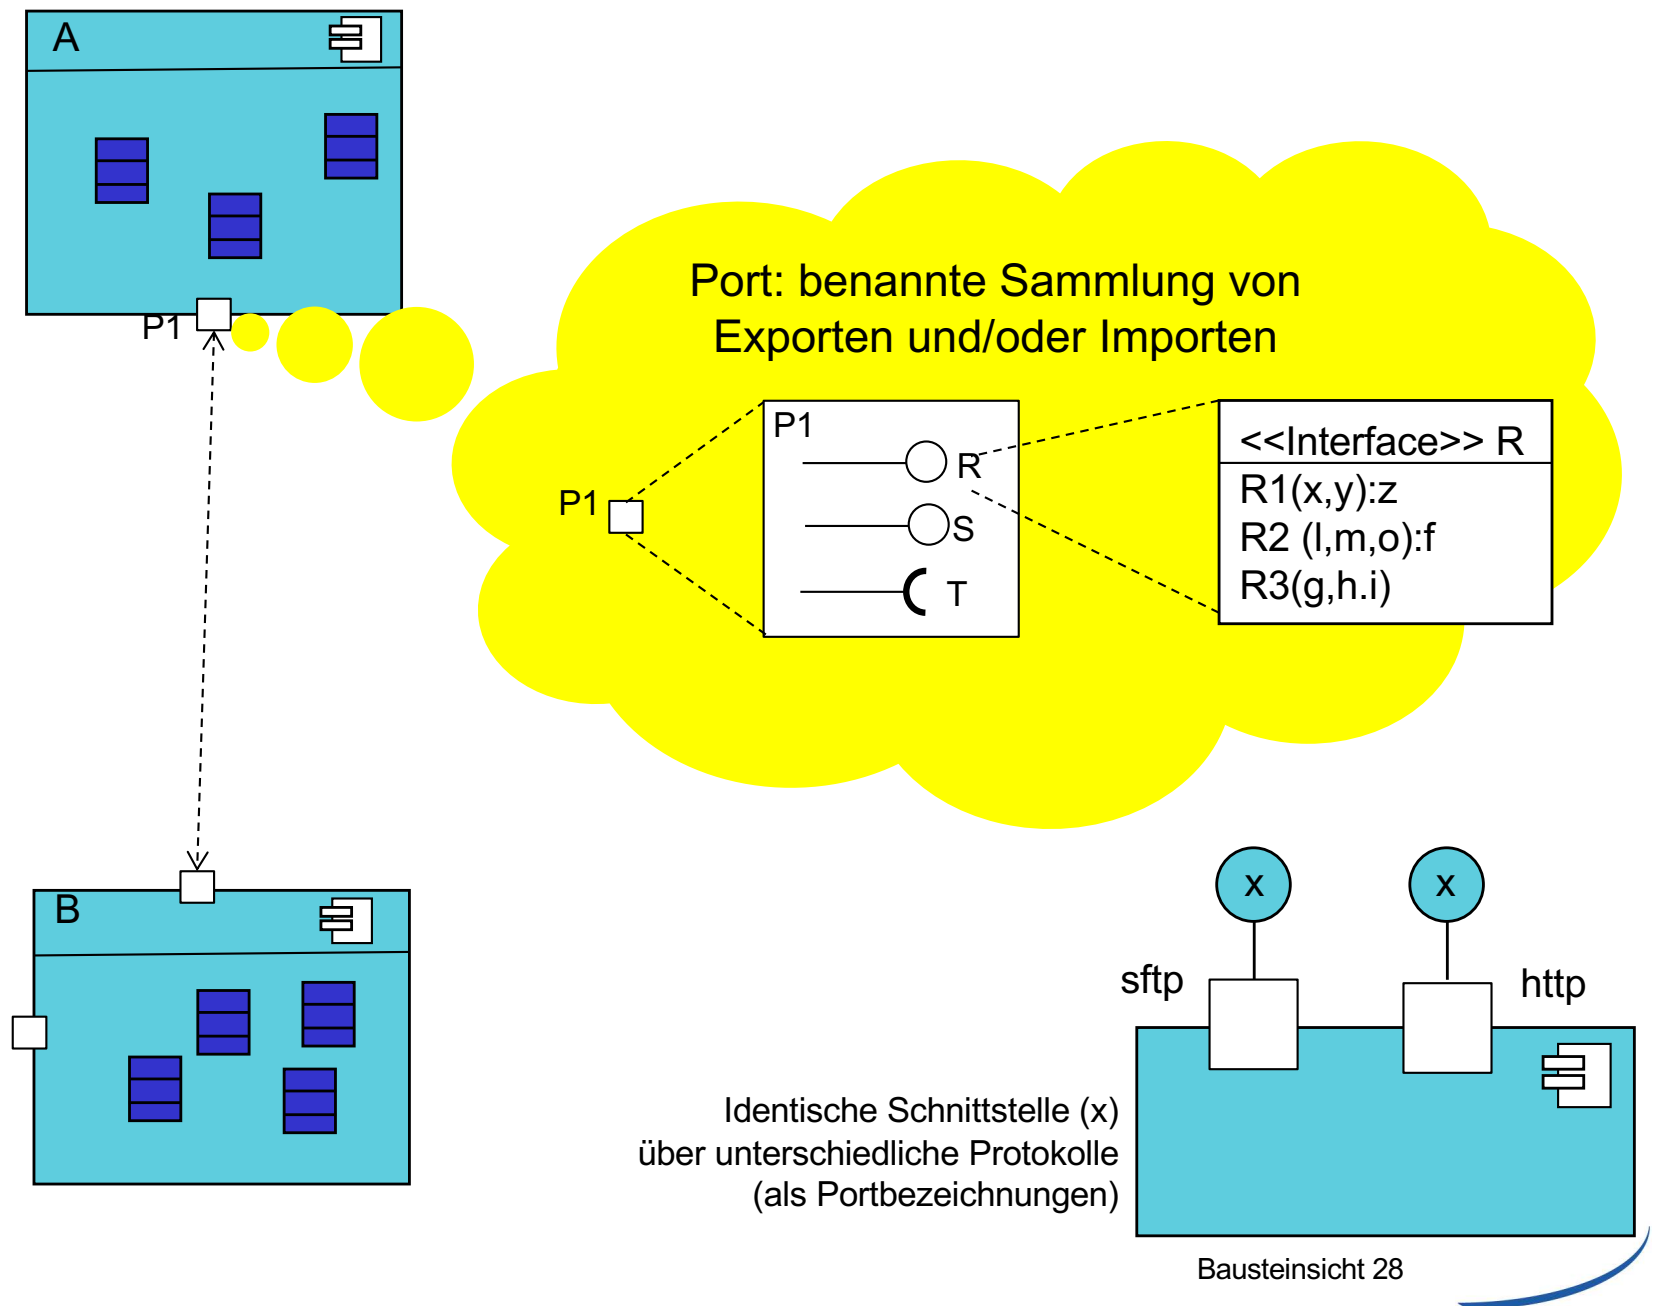 A
P1
Port: benannte Sammlung von
Exporten und/oder Importen
P1
P1
R
S
T
<<Interface>> R
R1(x,y):z
R2 (l,m,o):f
R3(g,h.i)
B
x
x
sftp
http
Identische Schnittstelle (x)
über unterschiedliche Protokolle
(als Portbezeichnungen)
Bausteinsicht 28